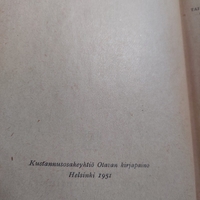 Kustannusosakeyhtiö Otavan kirjapaino
Helsinki 1951